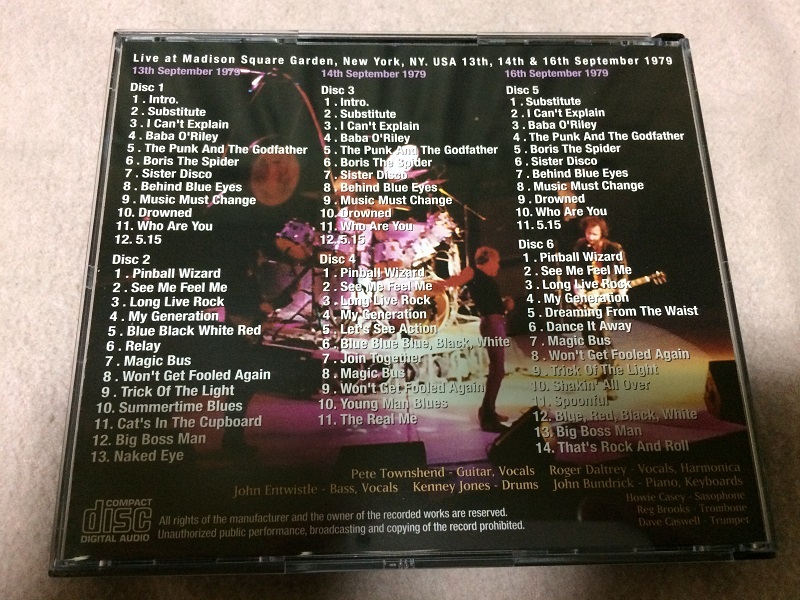 Live at Madison Square Garden, New York, NY. USA 13th, 14th & 16th September 1979
13th September 1979
Disc 1
1 . Intro.
2 . Substitute
3 . I Can't Explain
4 . Baba O'Riley
5 . The Punk And The Godfather
6 . Boris The Spider
7 . Sister Disco
8 . Behind Blue Eyes
9 . Music Must Change
10. Drowned
11. Who Are You
12. 5.15
Disc 2
1 . Pinball Wizard
2 . See Me Feel Me
3 . Long Live Rock
4 . My Generation
5 . Blue Black White Red
6 . Relay
7 . Magic Bus
8 . Won't Get Fooled Again
9 . Trick Of The Light
10. Summertime Blues
11. Cat's In The Cupboard
12. Big Boss Man
13. Naked Eye
14th September 1979
Disc 3
1 . Intro.
2 . Substitute
3 . I Can't Explain
4 . Baba O'Riley
5 . The Punk And The Godfather
6 . Boris The Spider
7 . Sister Disco
8 . Behind Blue Eyes
9 . Music Must Change
10. Drowned
11. Who Are You
12. 5.15
Disc 4
1 . Pinball Wizard
2 . See Me Feel Me
3 . Long Live Rock
4 . My Generation
5 . Let's See Action
6 . Blue Blue Blue, Black, White
7 . Join Together
8 . Magic Bus
9 . Won't Get Fooled Again
10. Young Man Blues
11. The Real Me
16th September 1979
Disc 5
1 . Substitute
2 . I Can't Explain
3 . Baba O'Riley
4 . The Punk And The Godfather
5 . Boris The Spider
6 . Sister Disco
7 . Behind Blue Eyes
8 . Music Must Change
9 . Drowned
10. Who Are You
11. 5.15
Disc 6
1 . Pinball Wizard
2 . See Me Feel Me
3 . Long Live Rock
4 . My Generation
5 . Dreaming From The Waist
6 . Dance It Away
7 . Magic Bus
8 . Won't Get Fooled Again
9 . Trick Of The Light
10. Shakin' All Over
11. Spoonful
12. Blue, Red, Black, White
13. Big Boss Man
14. That's Rock And Roll
Pete Townshend - Guitar, Vocals Roger Daltrey - Vocals, Harmonica
John Entwistle - Bass, Vocals Kenney Jones - Drums John Bundrick - Piano, Keyboards
Howie Casey - Saxophone
Reg Brooks - Trombone
Dave Caswell - Trumpet
COMPACT
disc
DIGITAL AUDIO
All rights of the manufacturer and the owner of the recorded works are reserved.
Unauthorized public performance, broadcasting and copying of the record prohibited.